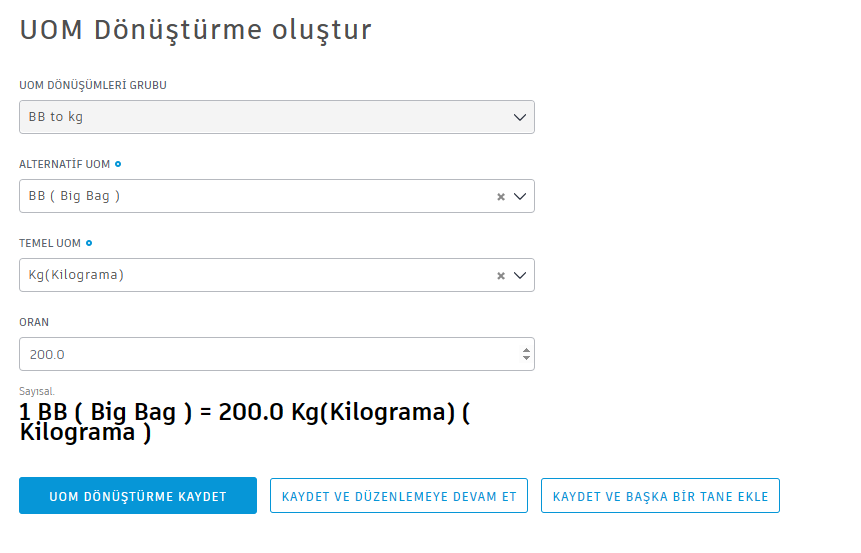 UOM Dönüştürme oluştur
UOM DÖNÜŞÜMLERİ GRUBU
BB to kg
ALTERNATİF UOM
BB ( Big Bag )
TEMEL UOM
Kg(Kilograma)
ORAN
200.0
Sayısal.
1 BB ( Big Bag ) = 200.0 Kg(Kilograma) (
Kilograma )
UOM DÖNÜŞTÜRME KAYDET
KAYDET VE DÜZENLEMEYE DEVAM ET
KAYDET VE BAŞKA BİR TANE EKLE